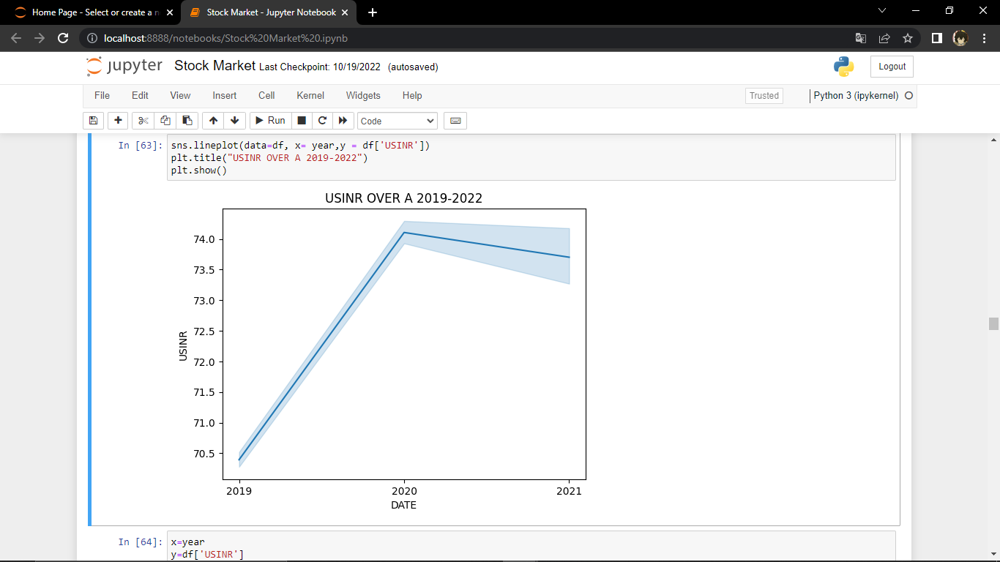 Home Page - Select or create a n
Stock Market - Jupyter Notebook
localhost:8888/notebooks/Stock%20Market%20.ipynb
jupyter Stock Market Last Checkpoint: 10/19/2022 (autosaved)
Logout
File Edit View Insert Cell Kernel Widgets Help
Trusted
Python 3 (ipykernel)
Run
Code
In [63]: sns.lineplot(data=df, x= year,y = df['USINR'])
plt.title("USINR OVER A 2019-2022")
plt.show()
USINR OVER A 2019-2022
74.0
73.5
73.0
72.5
72.0
71.5
71.0
70.5
USINR
2019 2020 2021
DATE
In [64]: x=year
y=df['USINR']